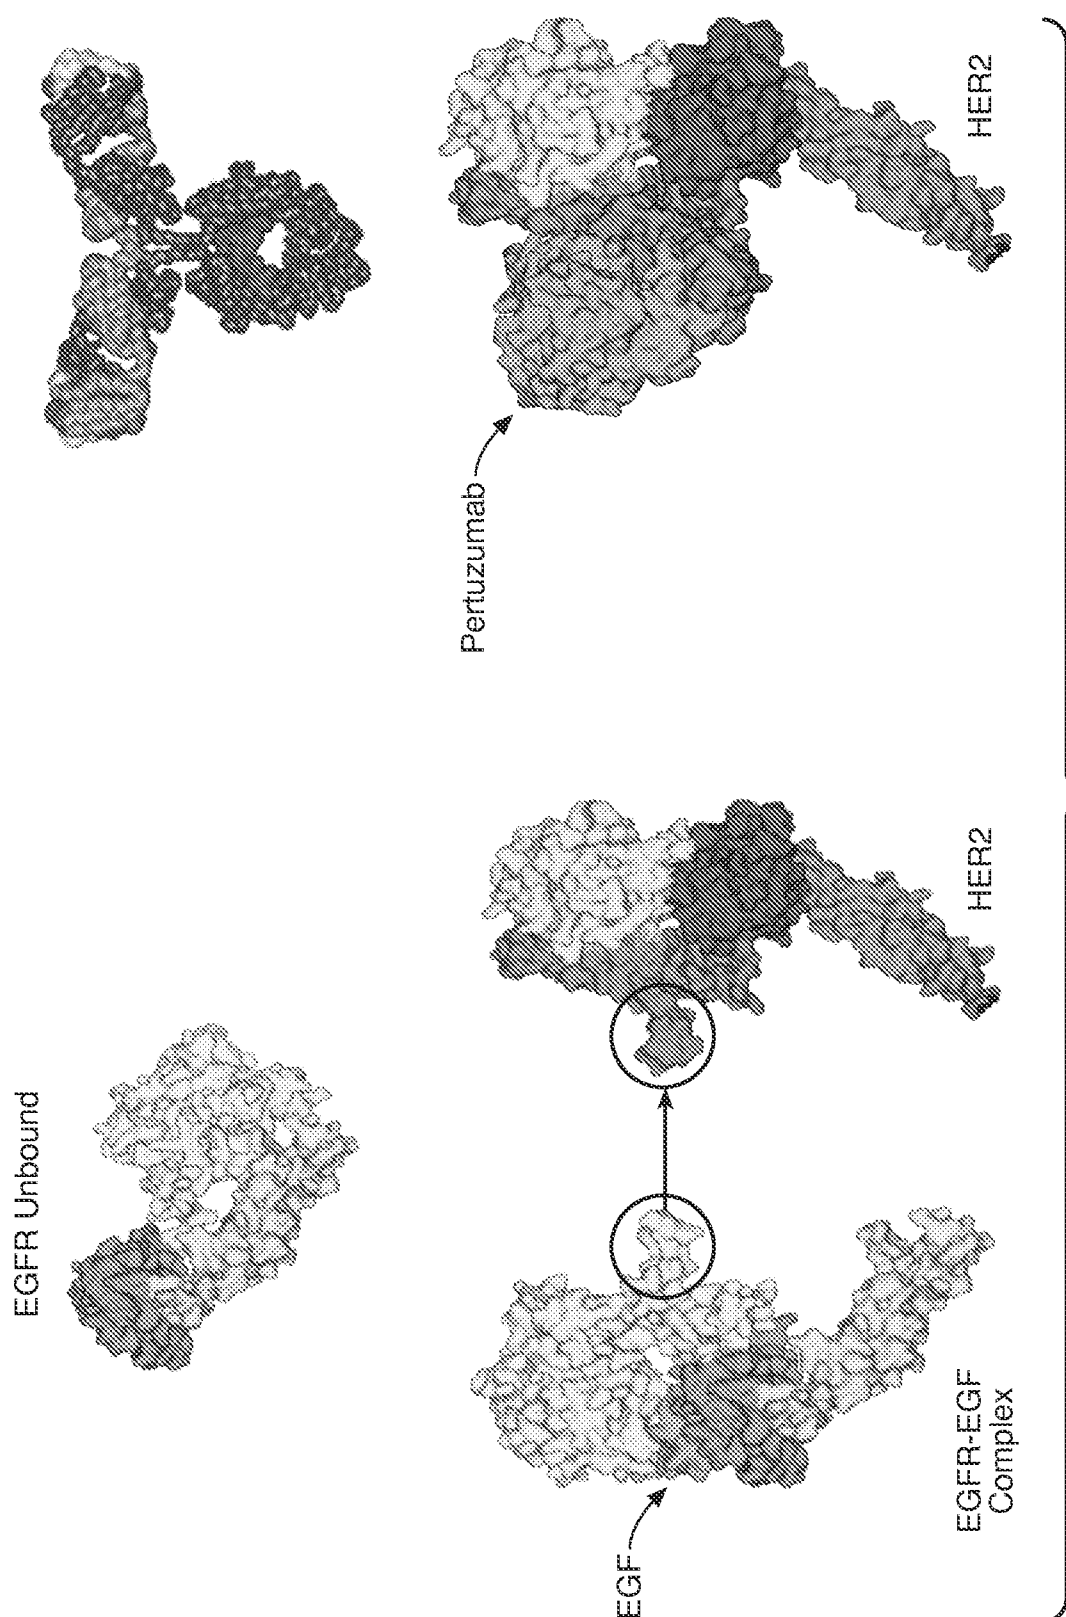 EGFR Unbound
EGF
EGFR-EGF
Complex
HER2
Pertuzumab
HER2